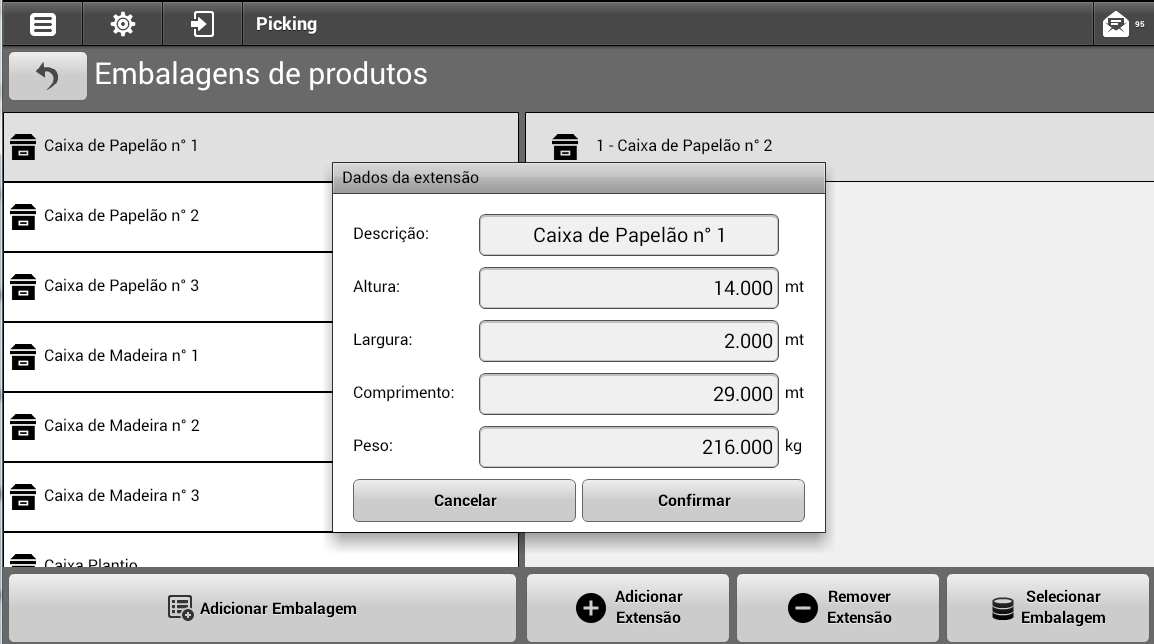 Picking
95
Embalagens de produtos
Caixa de Papelão n° 1
1 - Caixa de Papelão n° 2
Caixa de Papelão n° 2
Caixa de Papelão n° 3
Caixa de Madeira n° 1
Caixa de Madeira n° 2
Caixa de Madeira n° 3
Caixa Plantio
Dados da extensão
Descrição: Caixa de Papelão n° 1
Altura: 14.000 mt
Largura: 2.000 mt
Comprimento: 29.000 mt
Peso: 216.000 kg
Cancelar Confirmar
Adicionar Embalagem
Adicionar
Extensão
Remover
Extensão
Selecionar
Embalagem